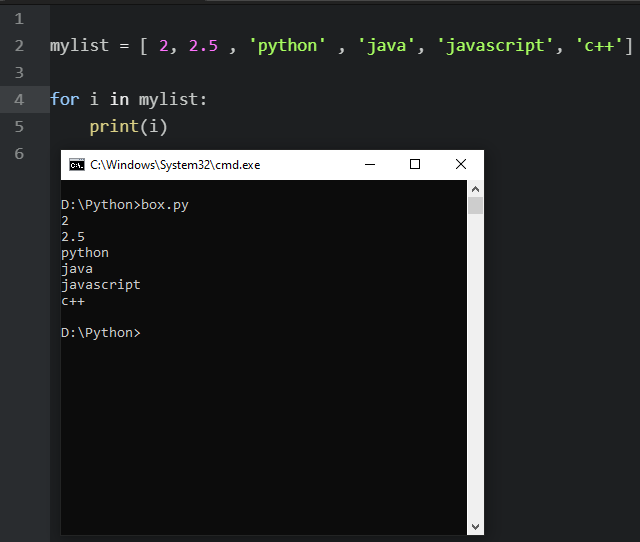 1
2 mylist = [ 2, 2.5 , 'python' , 'java', 'javascript', 'c++']
3
4 for i in mylist:
5     print(i)
6
C:\Windows\System32\cmd.exe
D:\Python>box.py
2
2.5
python
java
javascript
c++
D:\Python>